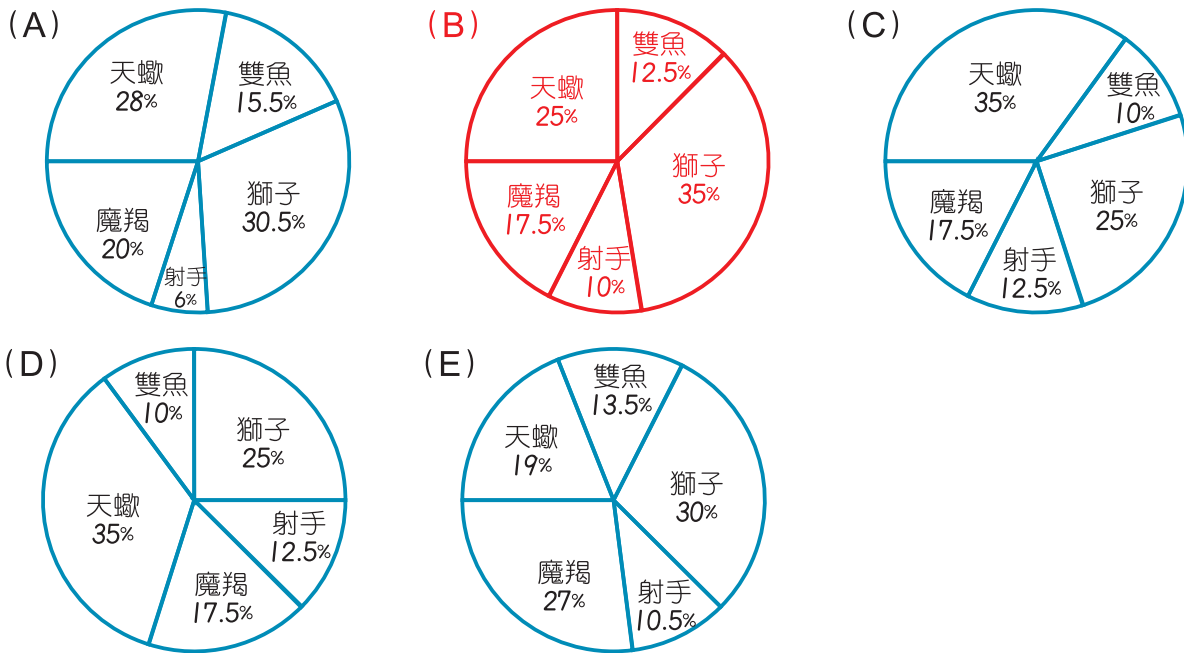 (A)
天蠍
28%
雙魚
15.5%
獅子
30.5%
魔羯
20%
射手
6%
(B)
雙魚
12.5%
天蠍
25%
獅子
35%
魔羯
17.5%
射手
10%
(C)
天蠍
35%
雙魚
10%
獅子
25%
魔羯
17.5%
射手
12.5%
(D)
雙魚
10%
獅子
25%
天蠍
35%
射手
12.5%
魔羯
17.5%
(E)
雙魚
13.5%
天蠍
19%
獅子
30%
魔羯
27%
射手
10.5%